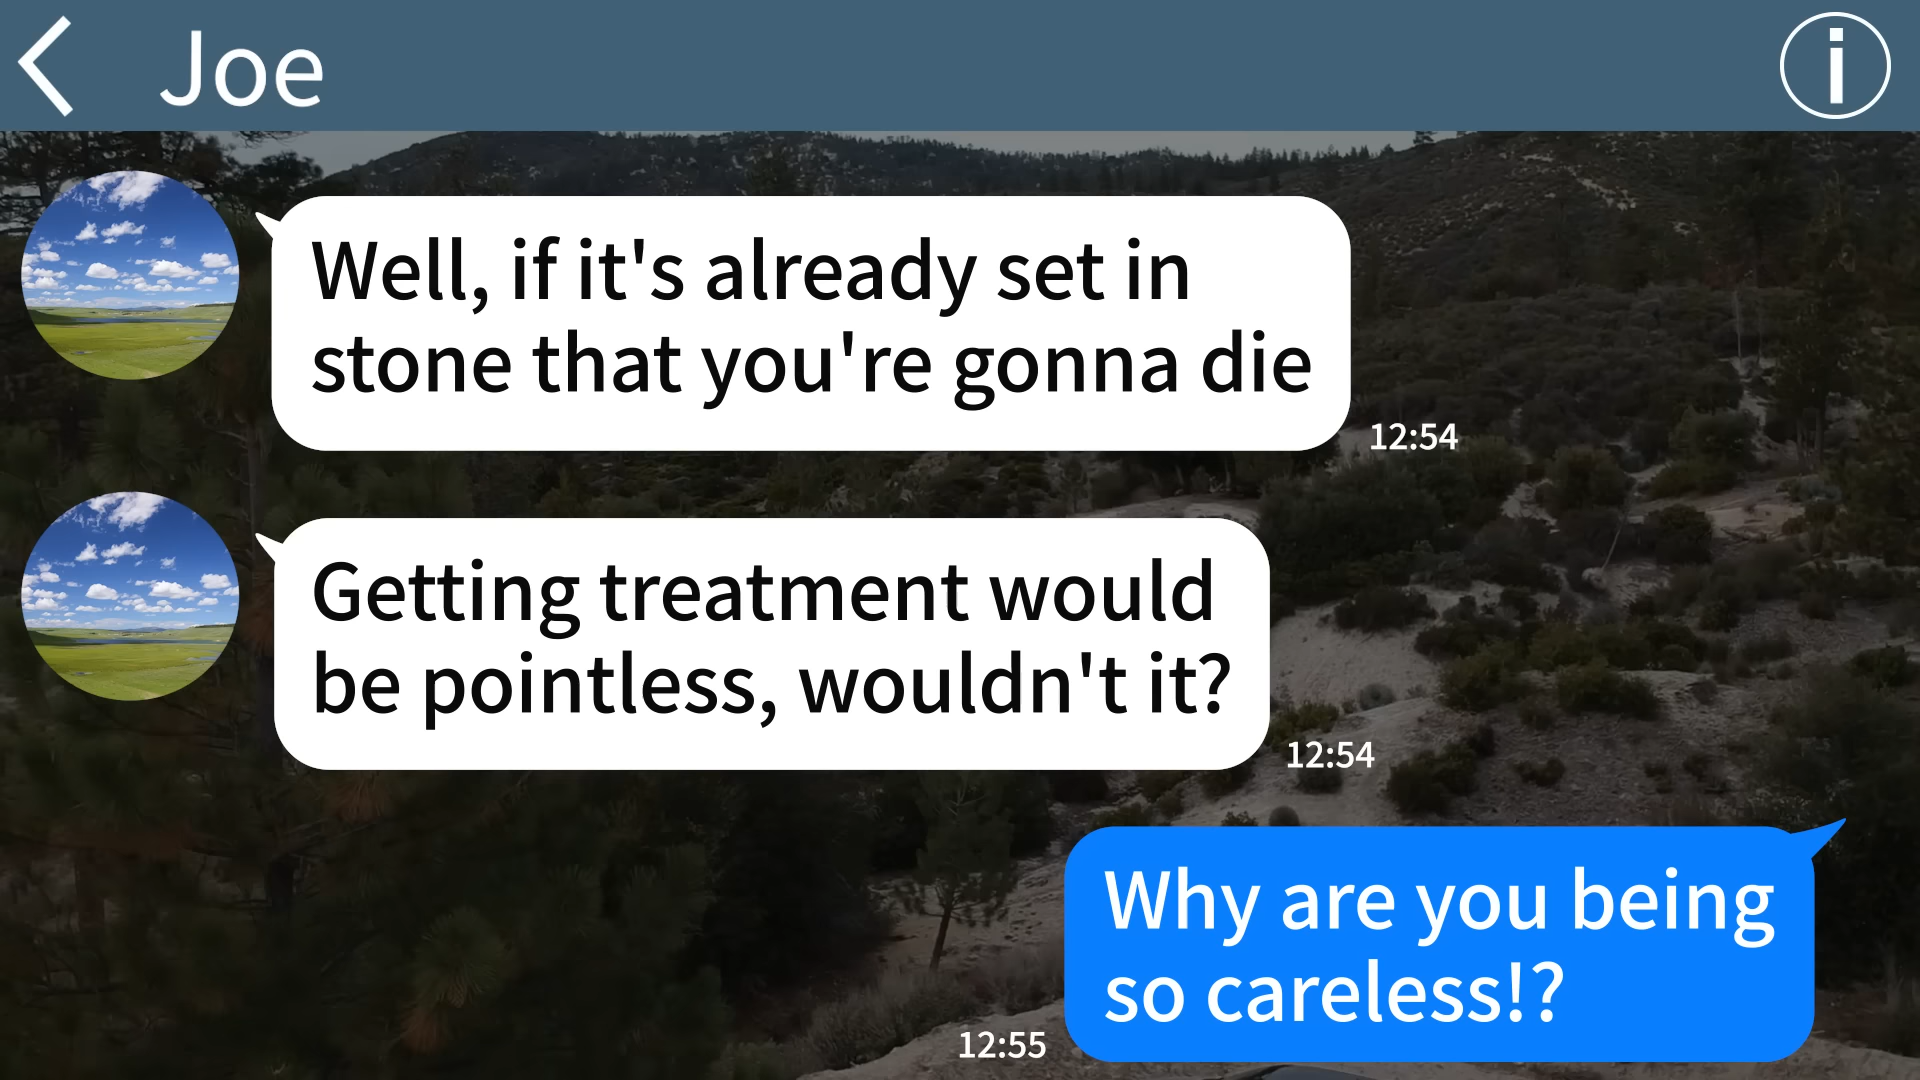 Joe
Well, if it's already set in
stone that you're gonna die
12:54
Getting treatment would
be pointless, wouldn't it?
12:54
Why are you being
so careless!?
12:55